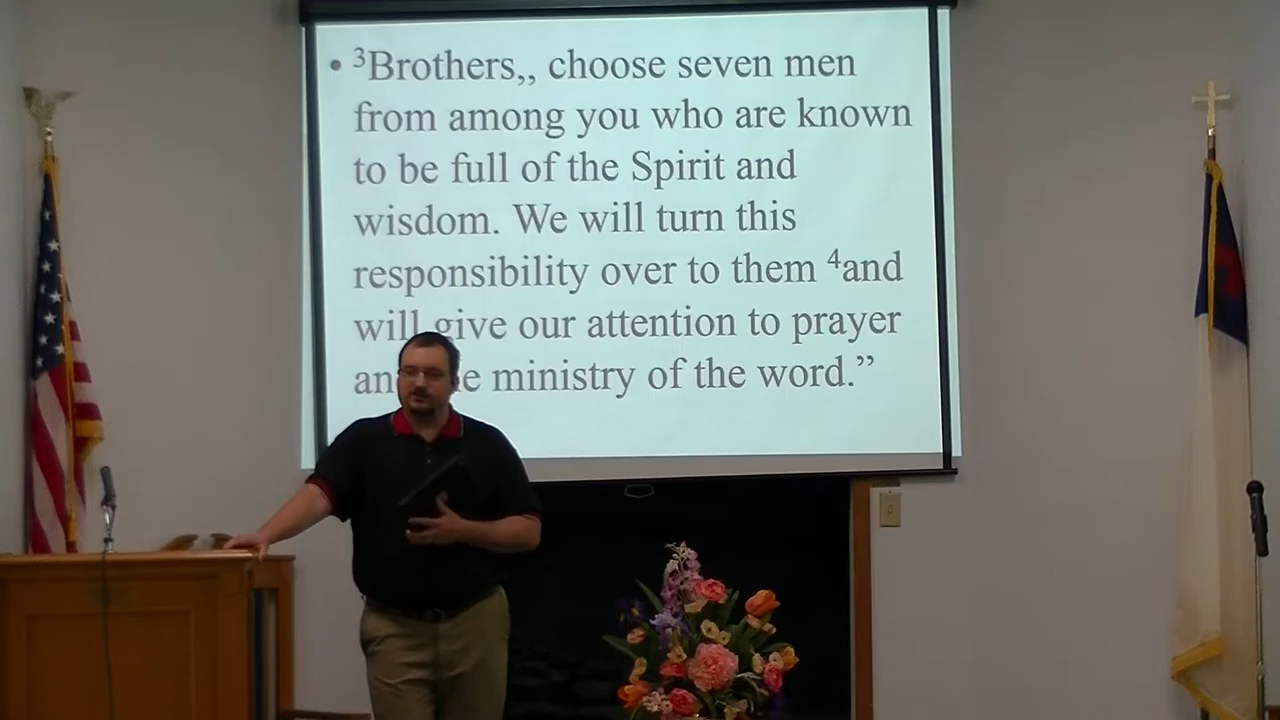 • ³Brothers,, choose seven men
from among you who are known
to be full of the Spirit and
wisdom. We will turn this
responsibility over to them ⁴and
will give our attention to prayer
an e ministry of the word.”